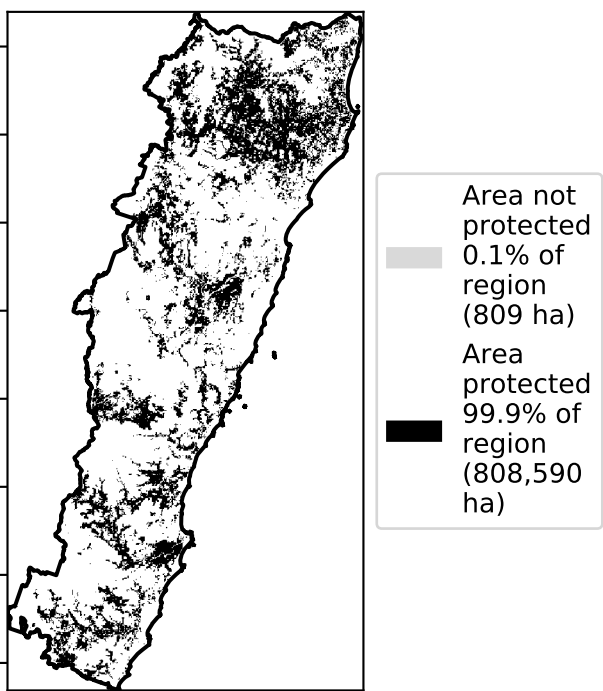 Area not
protected
0.1% of
region
(809 ha)
Area
protected
99.9% of
region
(808,590
ha)